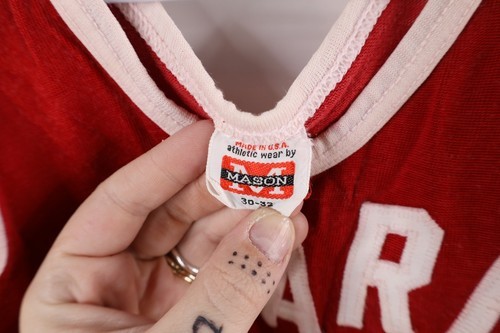 MADE IN U.S.A.
athletic wear by
M
MASON
30-32
AR